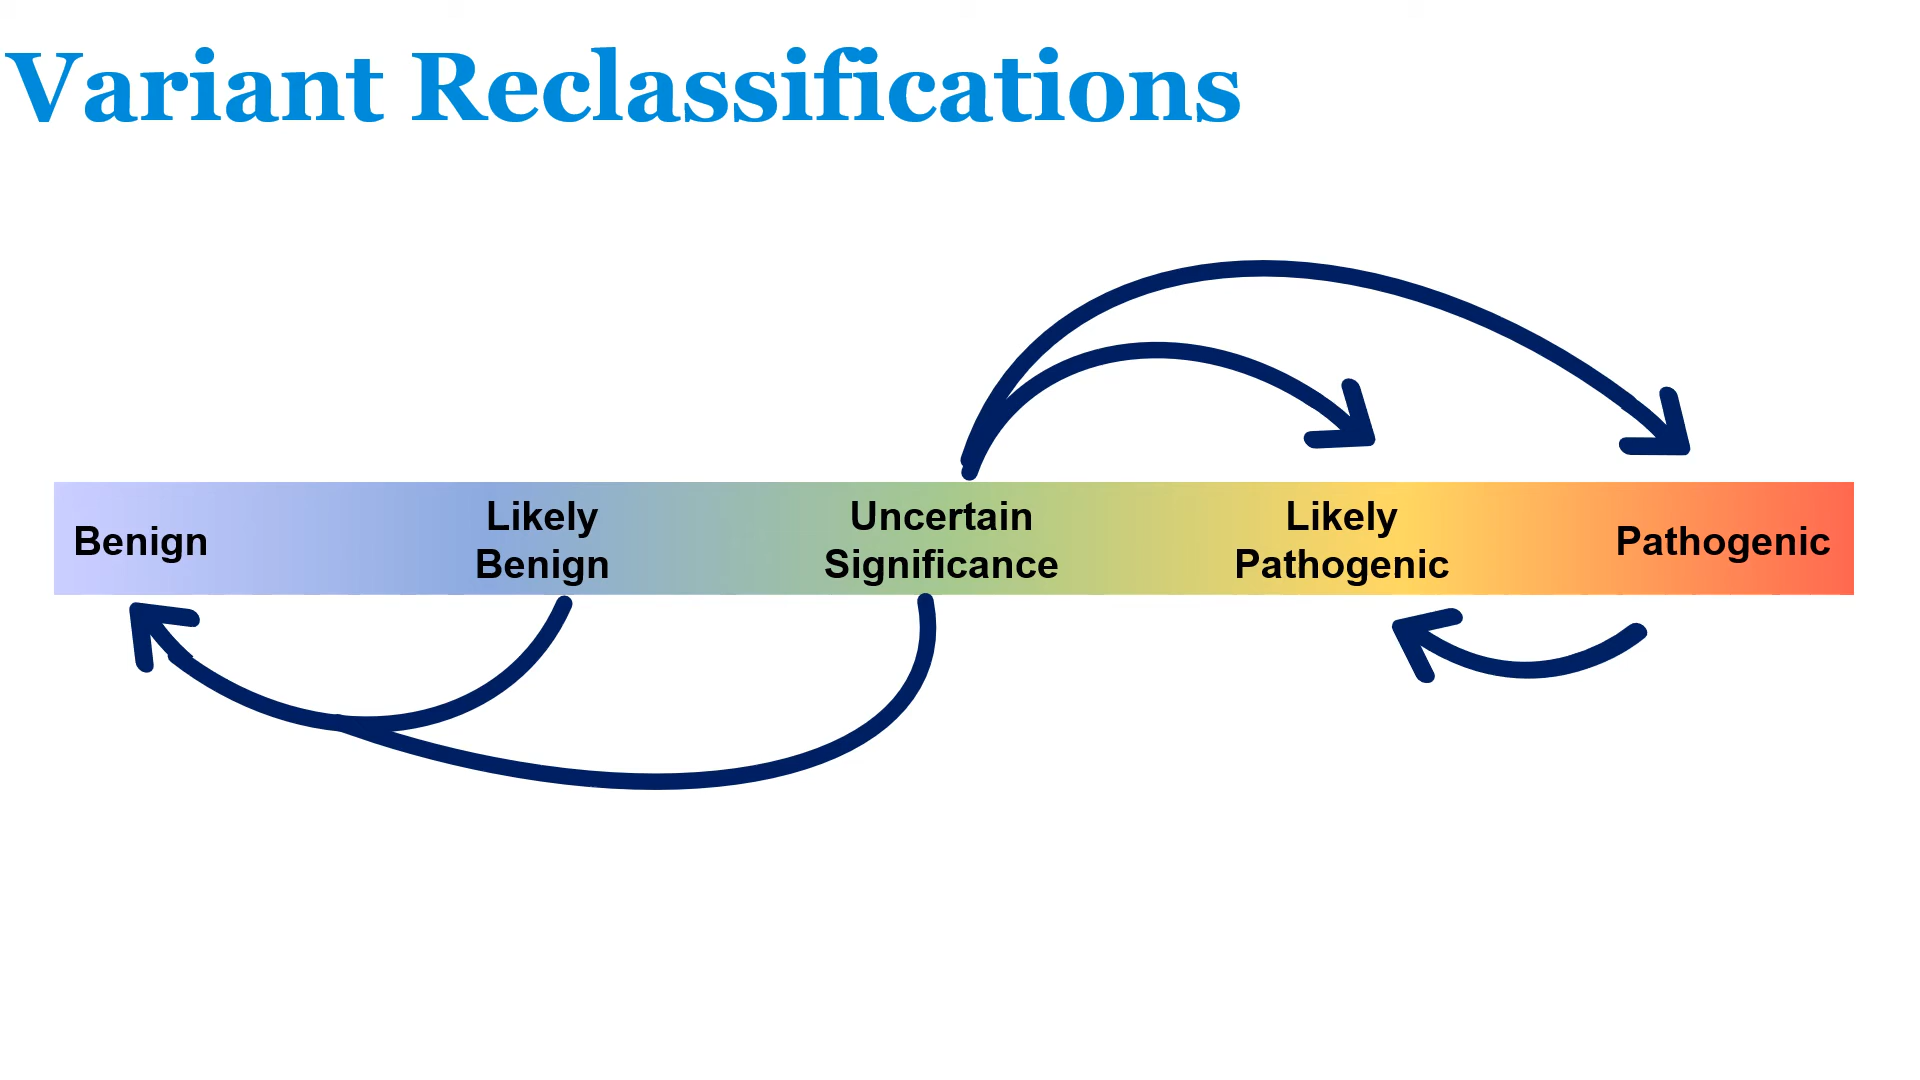 Variant Reclassifications
Benign
Likely
Benign
Uncertain
Significance
Likely
Pathogenic
Pathogenic